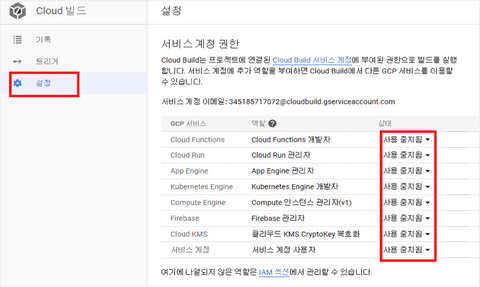 Cloud 빌드
설정
기록
트리거
설정
서비스 계정 권한
Cloud Build는 프로젝트에 연결된 Cloud Build 서비스 계정에 부여된 권한으로 빌드를 실행
합니다. 서비스 계정에 추가 역할을 부여하면 Cloud Build에서 다른 GCP 서비스를 이용할
수 있습니다.
서비스 계정 이메일: 345185717072@cloudbuild.gserviceaccount.com
GCP 서비스 역할 상태
Cloud Functions Cloud Functions 개발자 사용 중지됨
Cloud Run Cloud Run 관리자 사용 중지됨
App Engine App Engine 관리자 사용 중지됨
Kubernetes Engine Kubernetes Engine 개발자 사용 중지됨
Compute Engine Compute 인스턴스 관리자(v1) 사용 중지됨
Firebase Firebase 관리자 사용 중지됨
Cloud KMS 클라우드 KMS CryptoKey 복호화 사용 중지됨
서비스 계정 서비스 계정 사용자 사용 중지됨
여기에 나열되지 않은 역할은 IAM 섹션에서 관리할 수 있습니다.